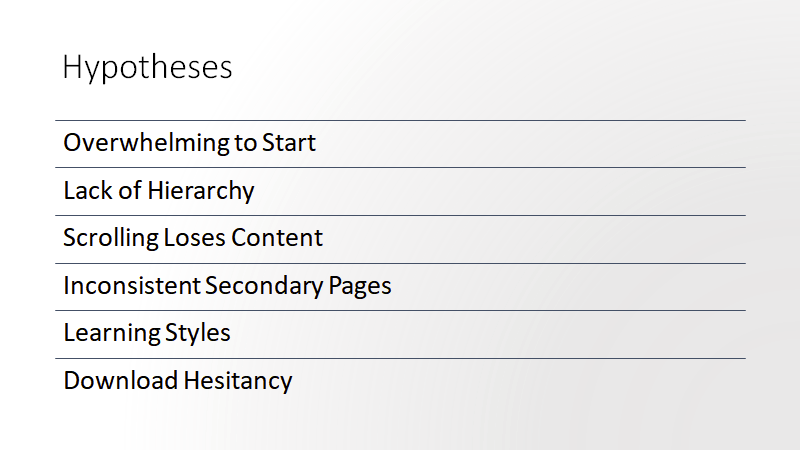 Hypotheses
Overwhelming to Start
Lack of Hierarchy
Scrolling Loses Content
Inconsistent Secondary Pages
Learning Styles
Download Hesitancy